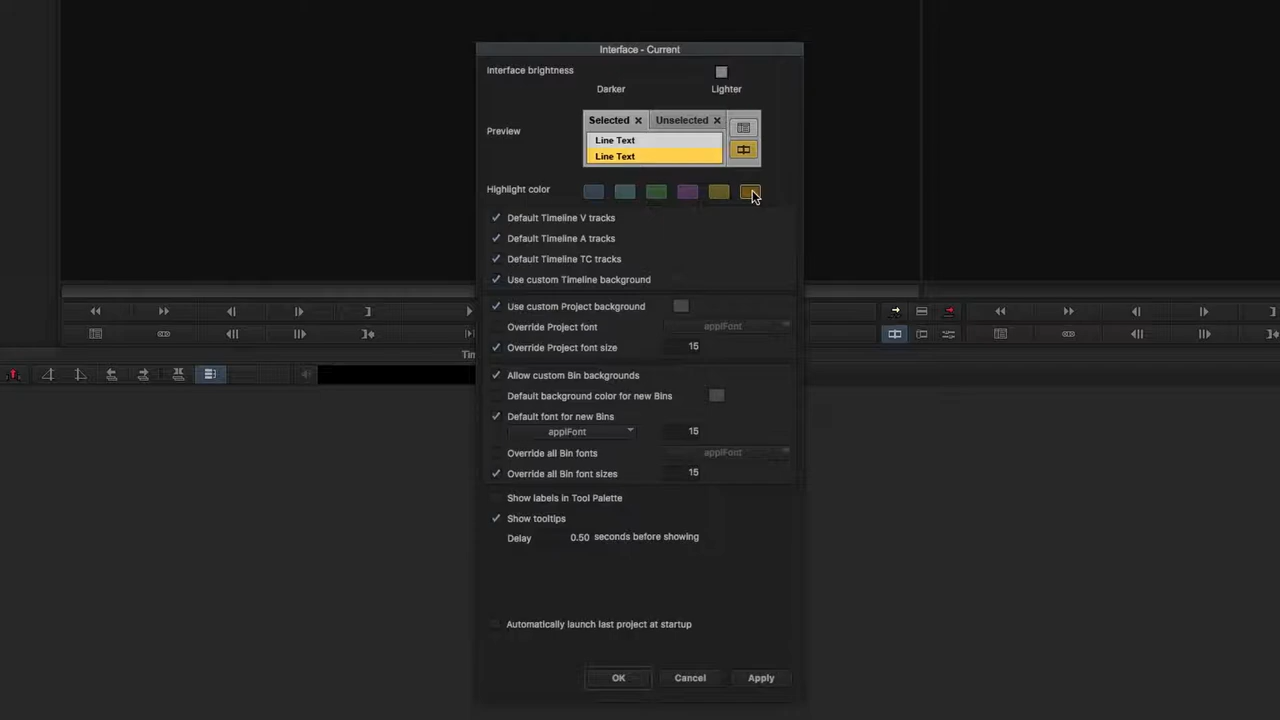 Interface - Current
Interface brightness
Darker
Lighter
Preview
Selected
Unselected
Line Text
Line Text
Highlight color
Default Timeline V tracks
Default Timeline A tracks
Default Timeline TC tracks
Use custom Timeline background
Use custom Project background
Override Project font
applFont
Override Project font size
15
Tim
Allow custom Bin backgrounds
Default background color for new Bins
Default font for new Bins
applFont
15
Override all Bin fonts
applFont
Override all Bin font sizes
15
Show labels in Tool Palette
Show tooltips
Delay 0.50 seconds before showing
Automatically launch last project at startup
OK
Cancel
Apply